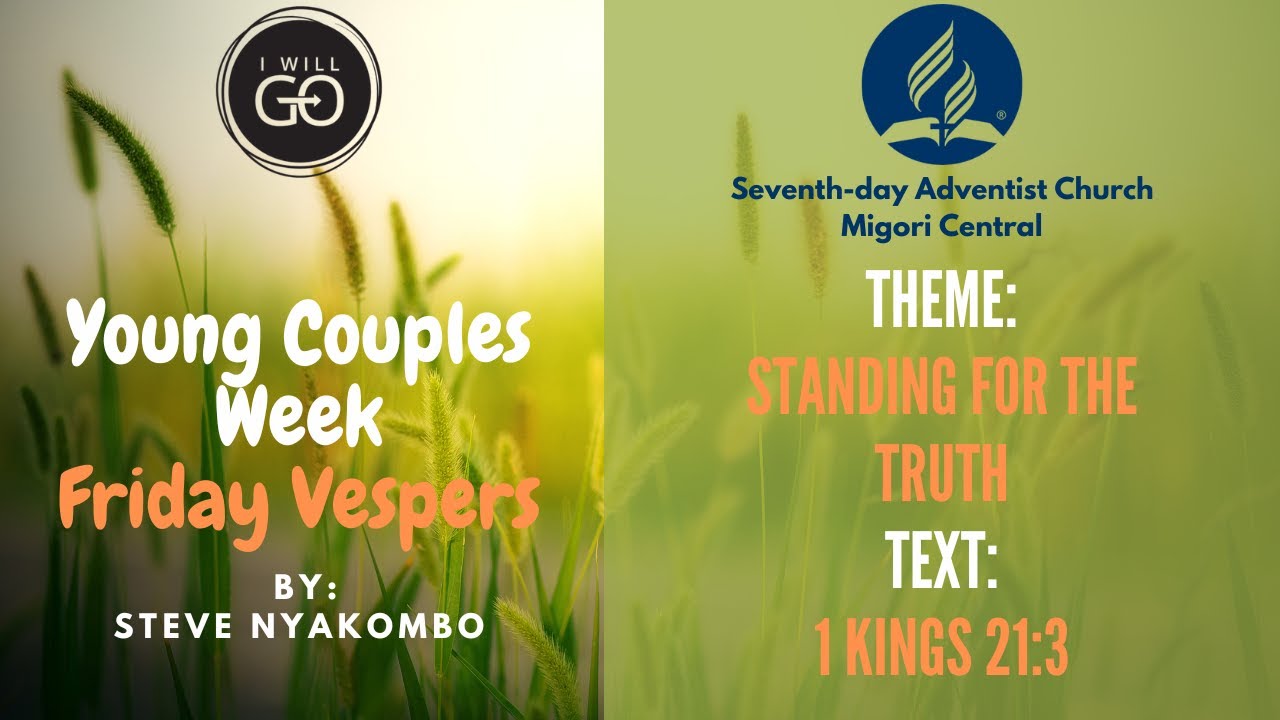 I WILL
GO
Young Couples
Week
Friday Vespers
BY:
STEVE NYAKOMBO
®
Seventh-day Adventist Church
Migori Central
THEME:
STANDING FOR THE
TRUTH
TEXT:
1 KINGS 21:3